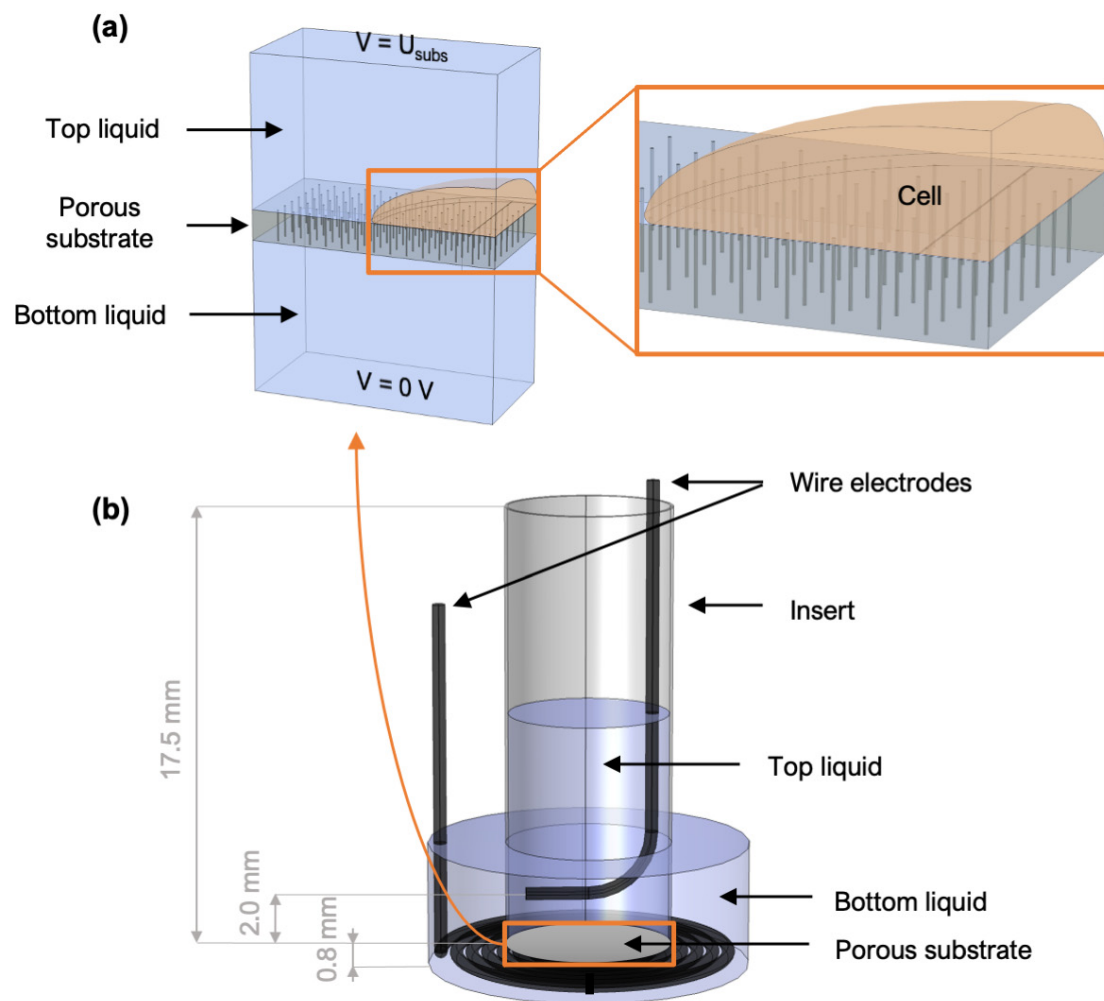 (a)
V = U_subs
Top liquid
Porous
substrate
Bottom liquid
V = 0 V
Cell
(b)
Wire electrodes
Insert
17.5 mm
Top liquid
2.0 mm
Bottom liquid
0.8 mm
Porous substrate